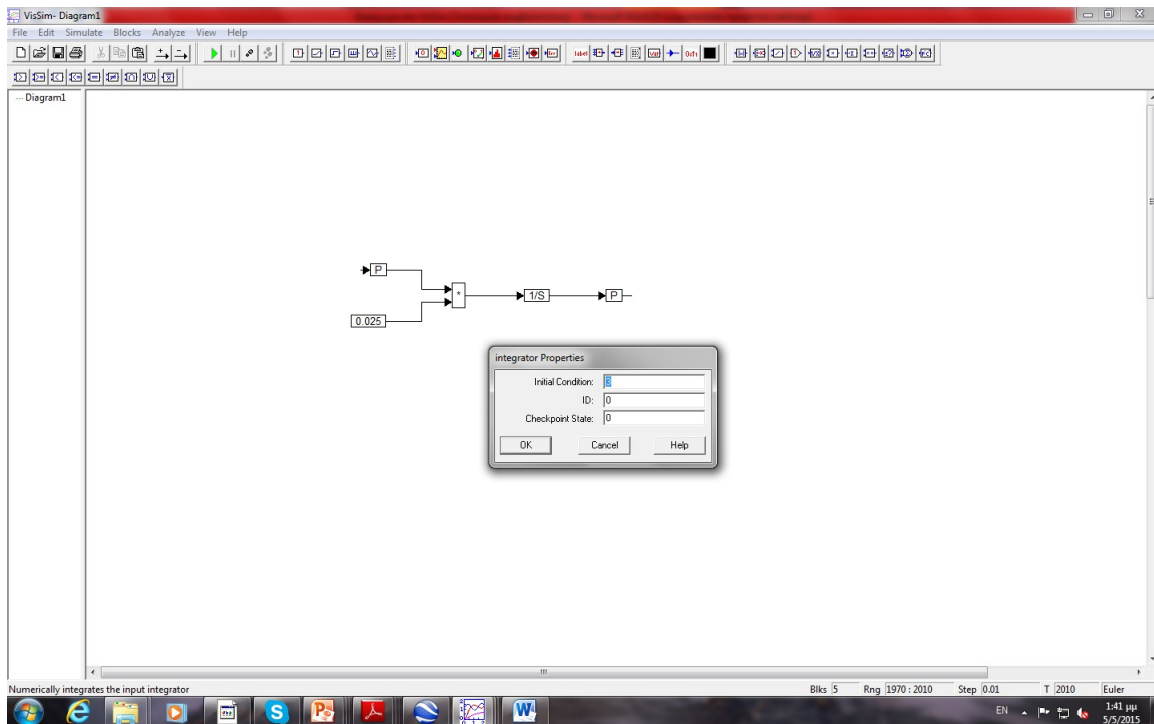 VisSim- Diagram1
File Edit Simulate Blocks Analyze View Help
Diagram1
P
*
1/S
P
0.025
integrator Properties
Initial Condition: 3
ID: 0
Checkpoint State: 0
OK Cancel Help
Numerically integrates the input integrator Blks 5 Rng 1970 : 2010 Step 0.01 T 2010 Euler
EN 1:41 μμ
5/5/2015